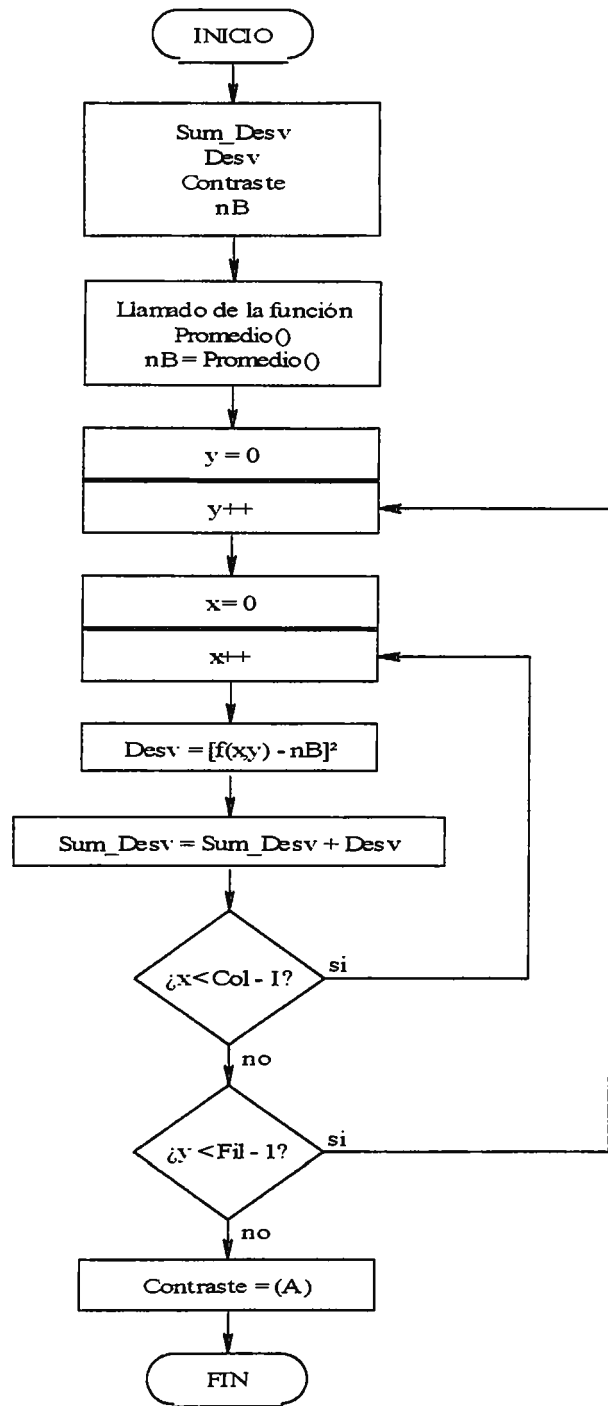 INICIO
Sum_Desv
Desv
Contraste
nB
Llamado de la función
Promedio()
nB = Promedio()
y = 0
y++
x = 0
x++
Desv = [f(x,y) - nB]²
Sum_Desv = Sum_Desv + Desv
¿x < Col - 1?
si
no
¿y < Fil - 1?
si
no
Contraste = (A)
FIN